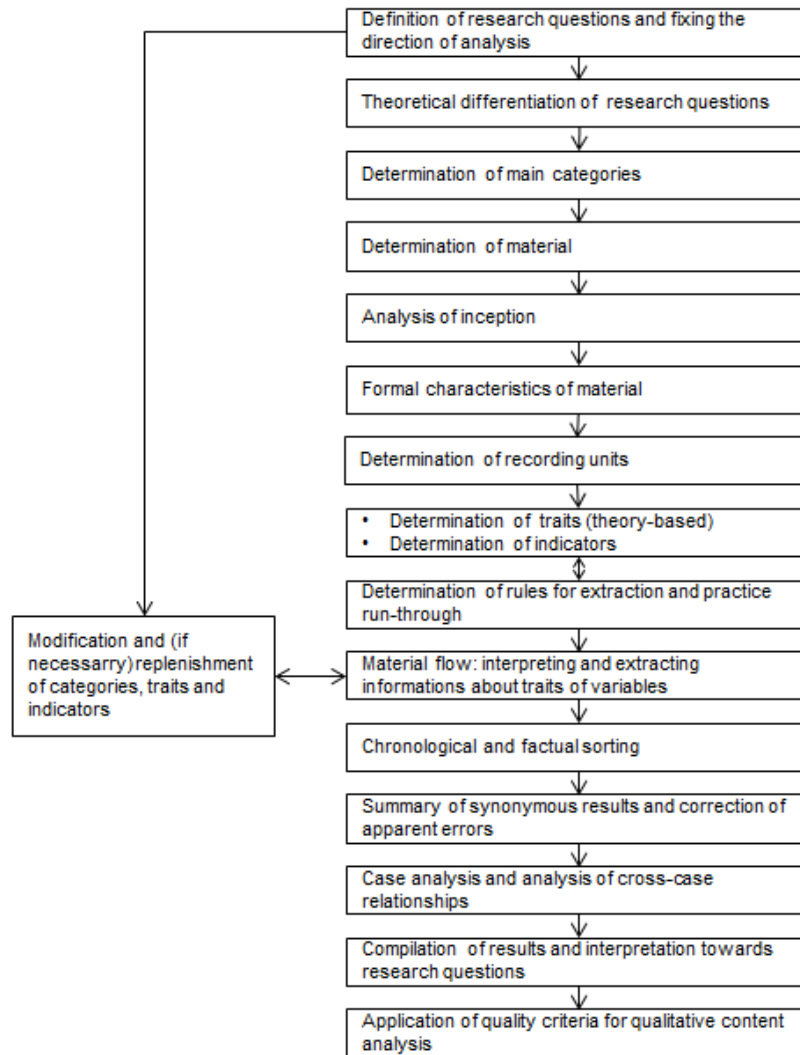 Definition of research questions and fixing the
direction of analysis
Theoretical differentiation of research questions
Determination of main categories
Determination of material
Analysis of inception
Formal characteristics of material
Determination of recording units
• Determination of traits (theory-based)
• Determination of indicators
Determination of rules for extraction and practice
run-through
Modification and (if
necessarry) replenishment
of categories, traits and
indicators
Material flow: interpreting and extracting
informations about traits of variables
Chronological and factual sorting
Summary of synonymous results and correction of
apparent errors
Case analysis and analysis of cross-case
relationships
Compilation of results and interpretation towards
research questions
Application of quality criteria for qualitative content
analysis